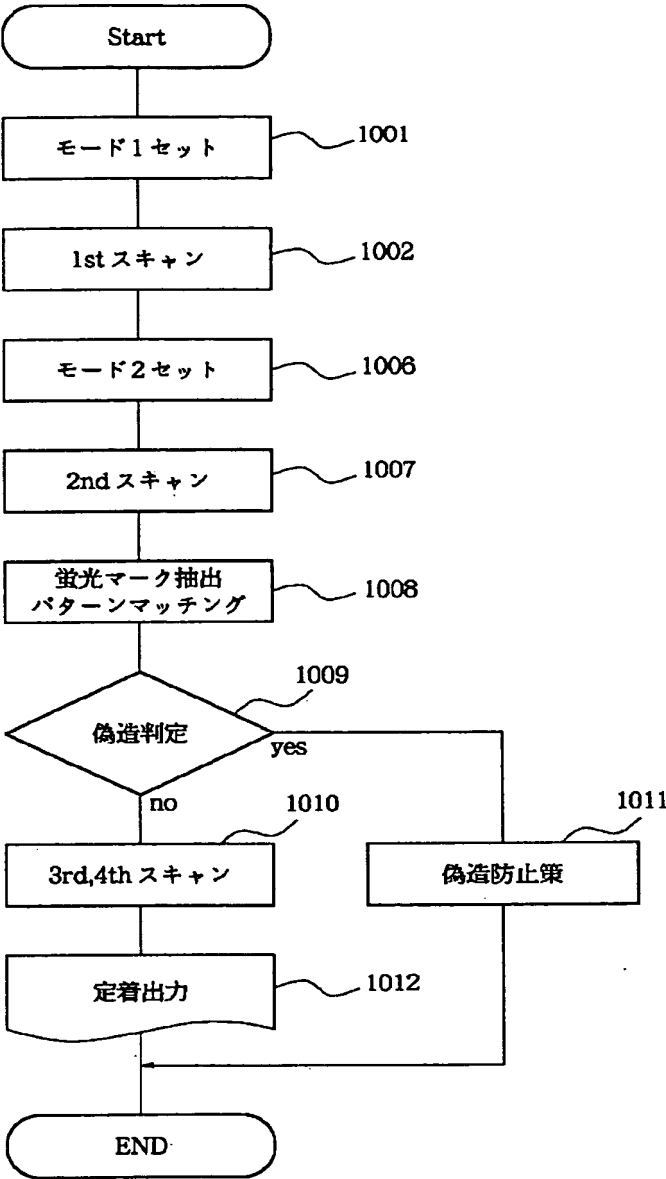 Start
モード1セット
1001
1stスキャン
1002
モード2セット
1006
2ndスキャン
1007
蛍光マーク抽出
パターンマッチング
1008
1009
偽造判定
yes
no
1010
3rd,4thスキャン
1011
偽造防止策
定着出力
1012
END